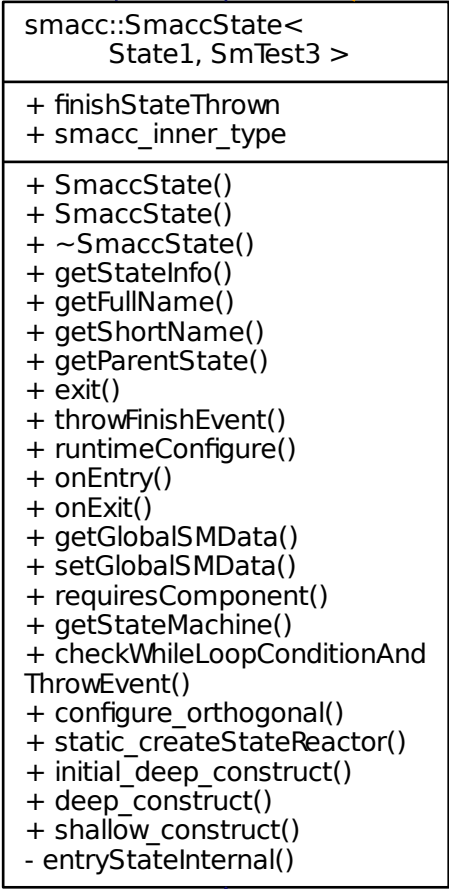 smacc::SmaccState<
State1, SmTest3 >
+ finishStateThrown
+ smacc_inner_type
+ SmaccState()
+ SmaccState()
+ ~SmaccState()
+ getStateInfo()
+ getFullName()
+ getShortName()
+ getParentState()
+ exit()
+ throwFinishEvent()
+ runtimeConfigure()
+ onEntry()
+ onExit()
+ getGlobalSMData()
+ setGlobalSMData()
+ requiresComponent()
+ getStateMachine()
+ checkWhileLoopConditionAnd
ThrowEvent()
+ configure_orthogonal()
+ static_createStateReactor()
+ initial_deep_construct()
+ deep_construct()
+ shallow_construct()
- entryStateInternal()